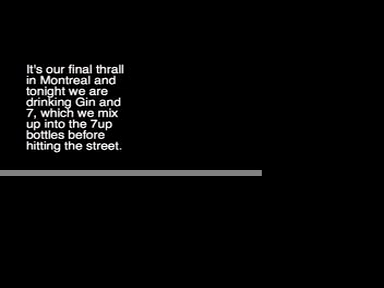 It's our final thrall
in Montreal and
tonight we are
drinking Gin and
7, which we mix
up into the 7up
bottles before
hitting the street.